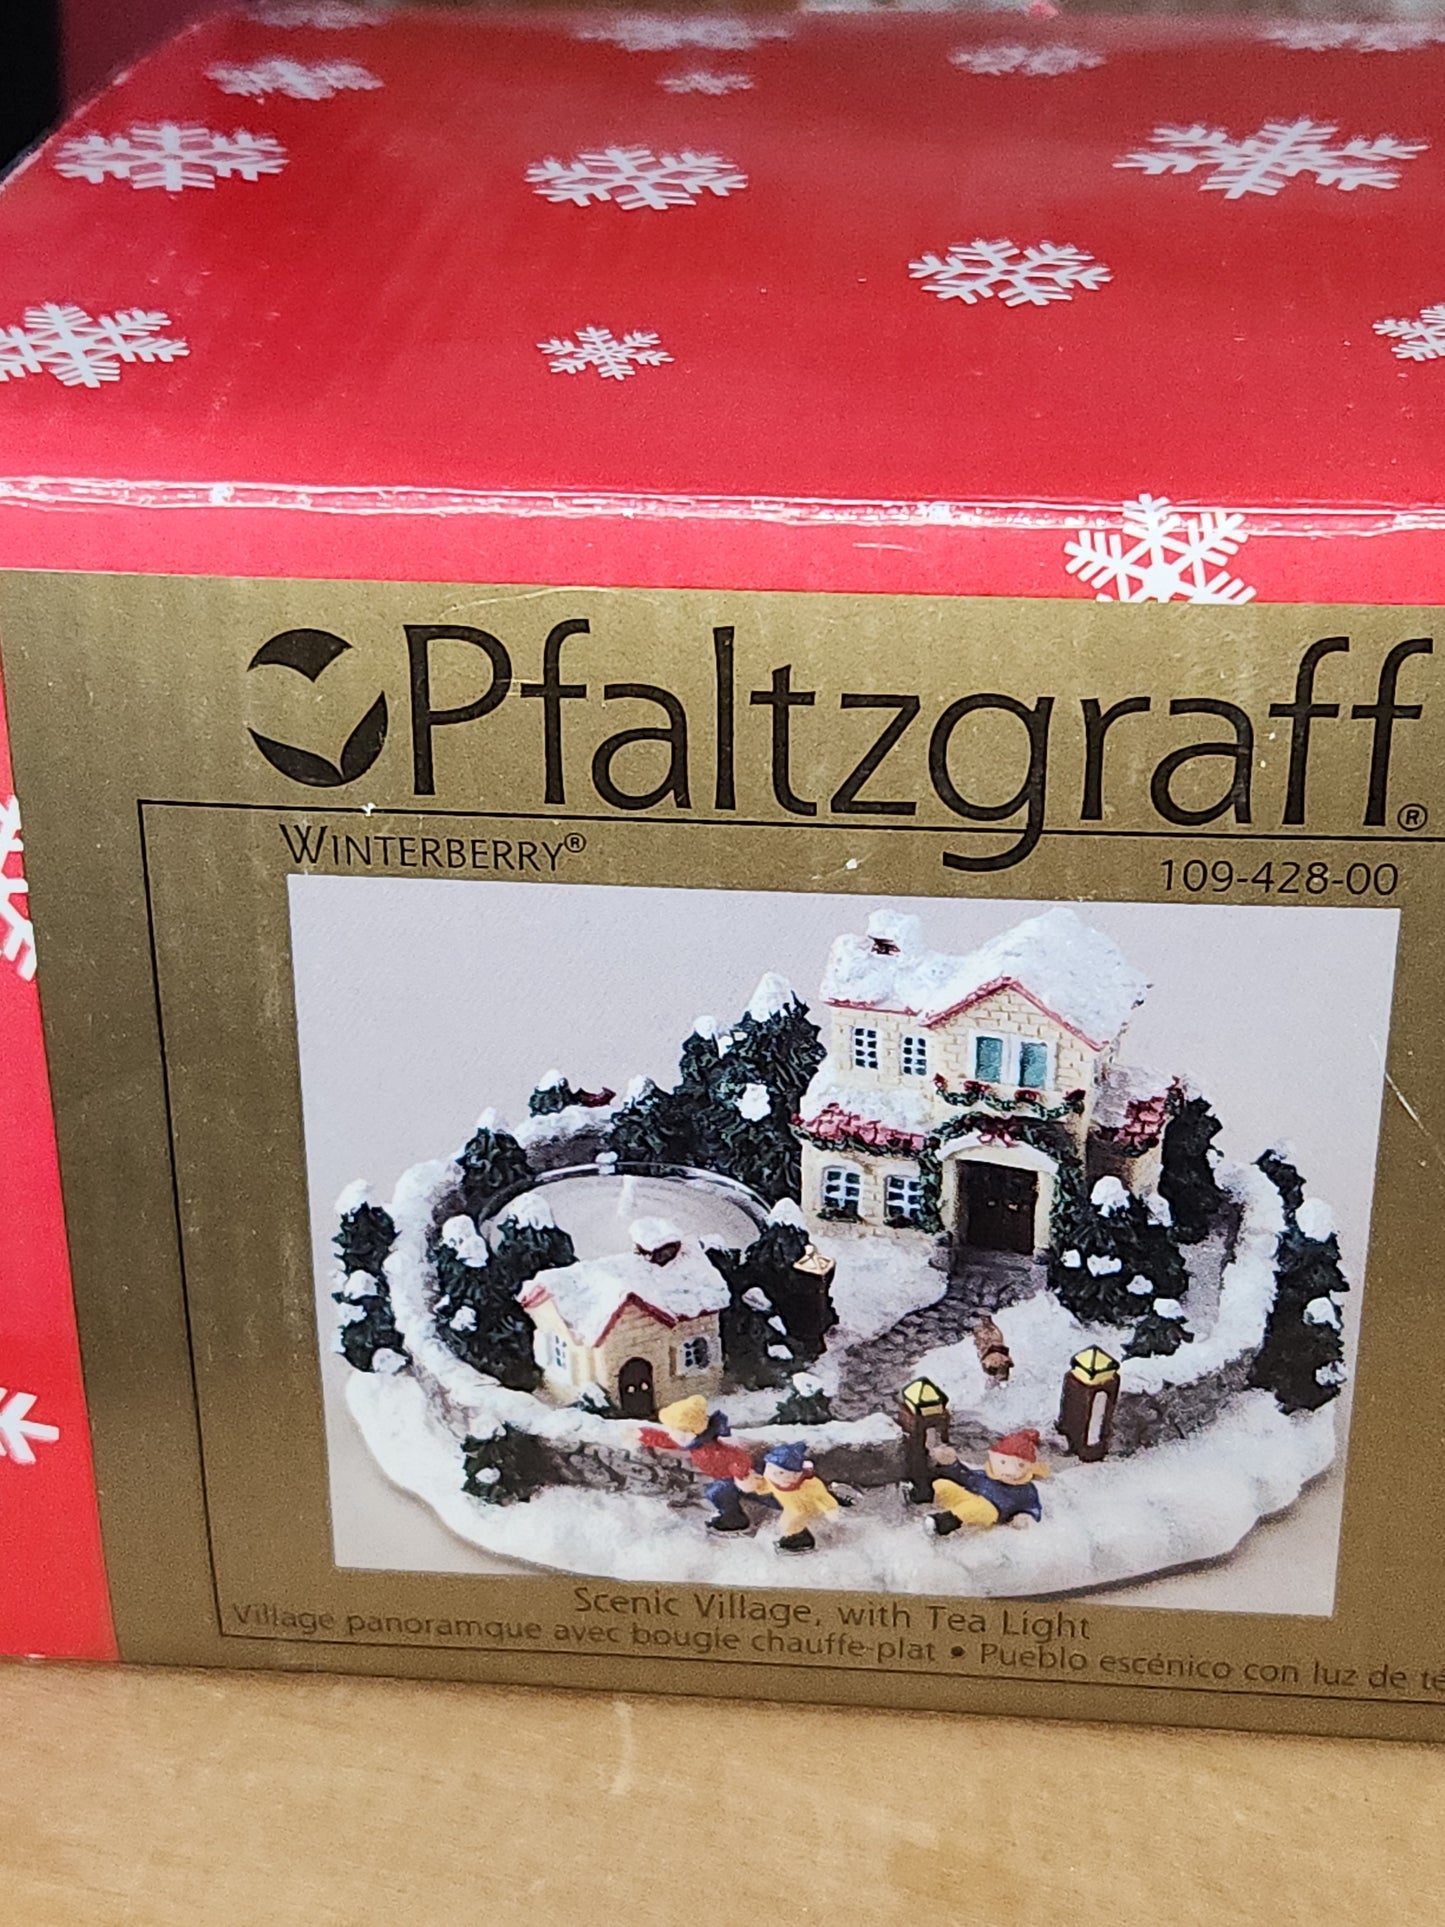 Pfaltzgraff®
WINTERBERRY®
109-428-00
Scenic Village, with Tea Light
Village panoramque avec bougie chauffe-plat • Pueblo escénico con luz de té